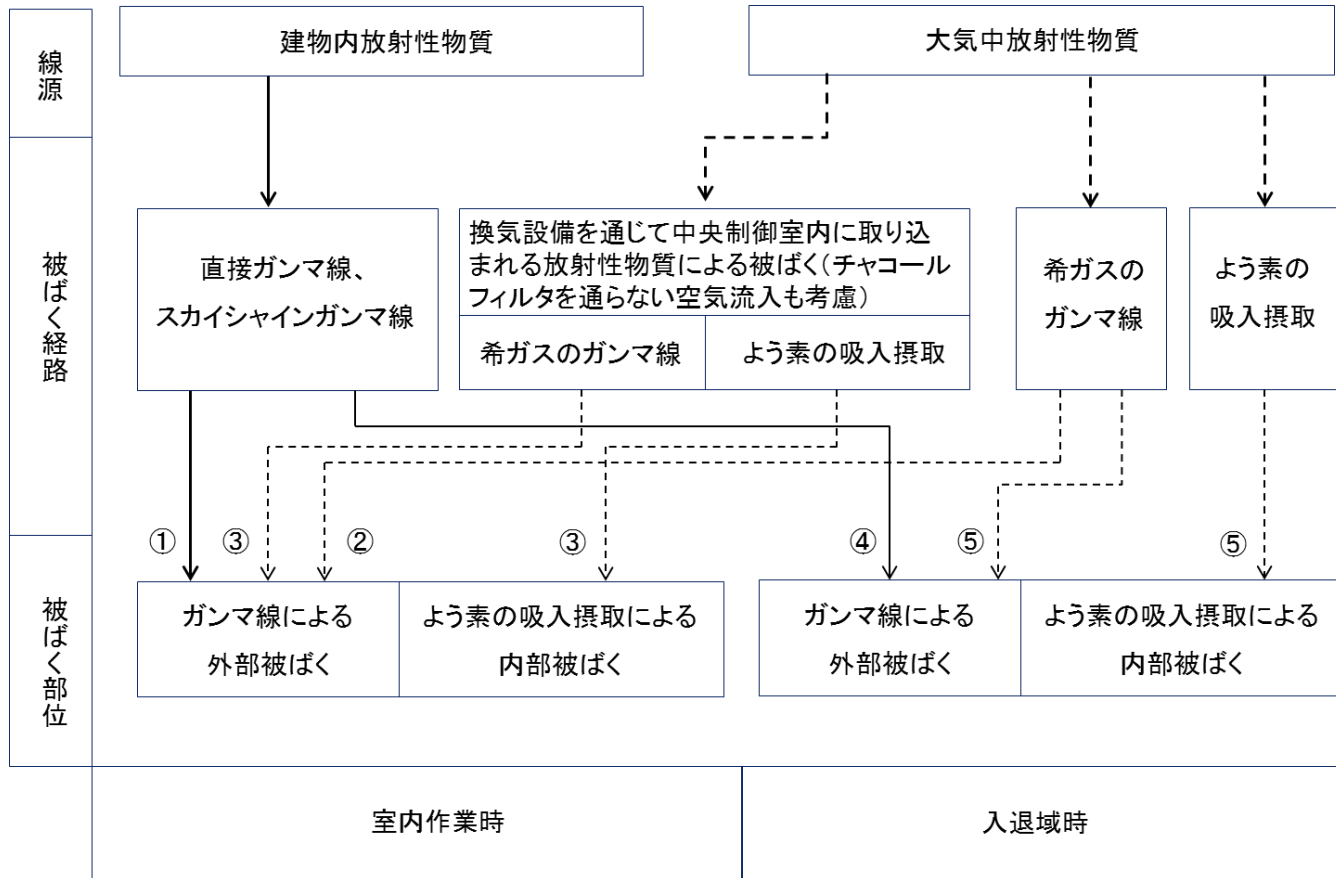 線源
建物内放射性物質
大気中放射性物質
被ばく経路
直接ガンマ線、
スカイシャインガンマ線
換気設備を通じて中央制御室内に取り込
まれる放射性物質による被ばく(チャコール
フィルタを通らない空気流入も考慮)
希ガスのガンマ線
よう素の吸入摂取
希ガスの
ガンマ線
よう素の
吸入摂取
①
③
②
③
④
⑤
⑤
被ばく部位
ガンマ線による
外部被ばく
よう素の吸入摂取による
内部被ばく
ガンマ線による
外部被ばく
よう素の吸入摂取による
内部被ばく
室内作業時
入退域時